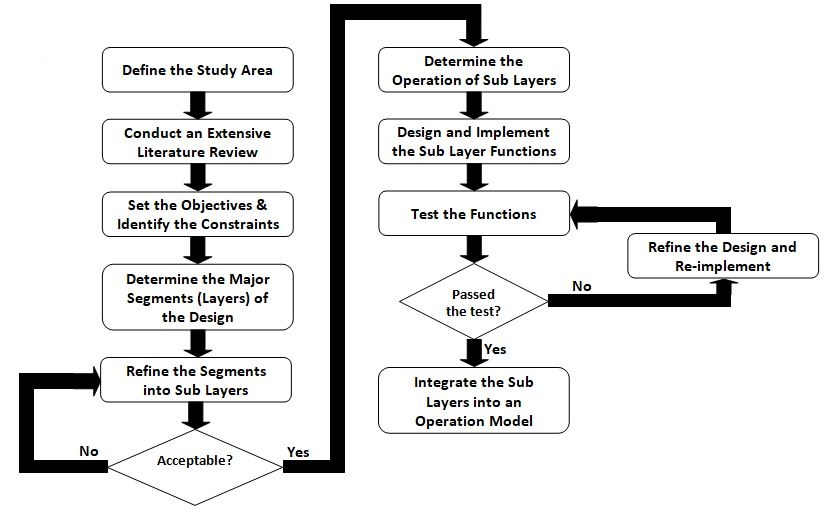 Define the Study Area
Conduct an Extensive
Literature Review
Set the Objectives &
Identify the Constraints
Determine the Major
Segments (Layers) of
the Design
Refine the Segments
into Sub Layers
Acceptable?
No
Yes
Determine the
Operation of Sub Layers
Design and Implement
the Sub Layer Functions
Test the Functions
Passed
the test?
No
Refine the Design and
Re-implement
Yes
Integrate the Sub
Layers into an
Operation Model